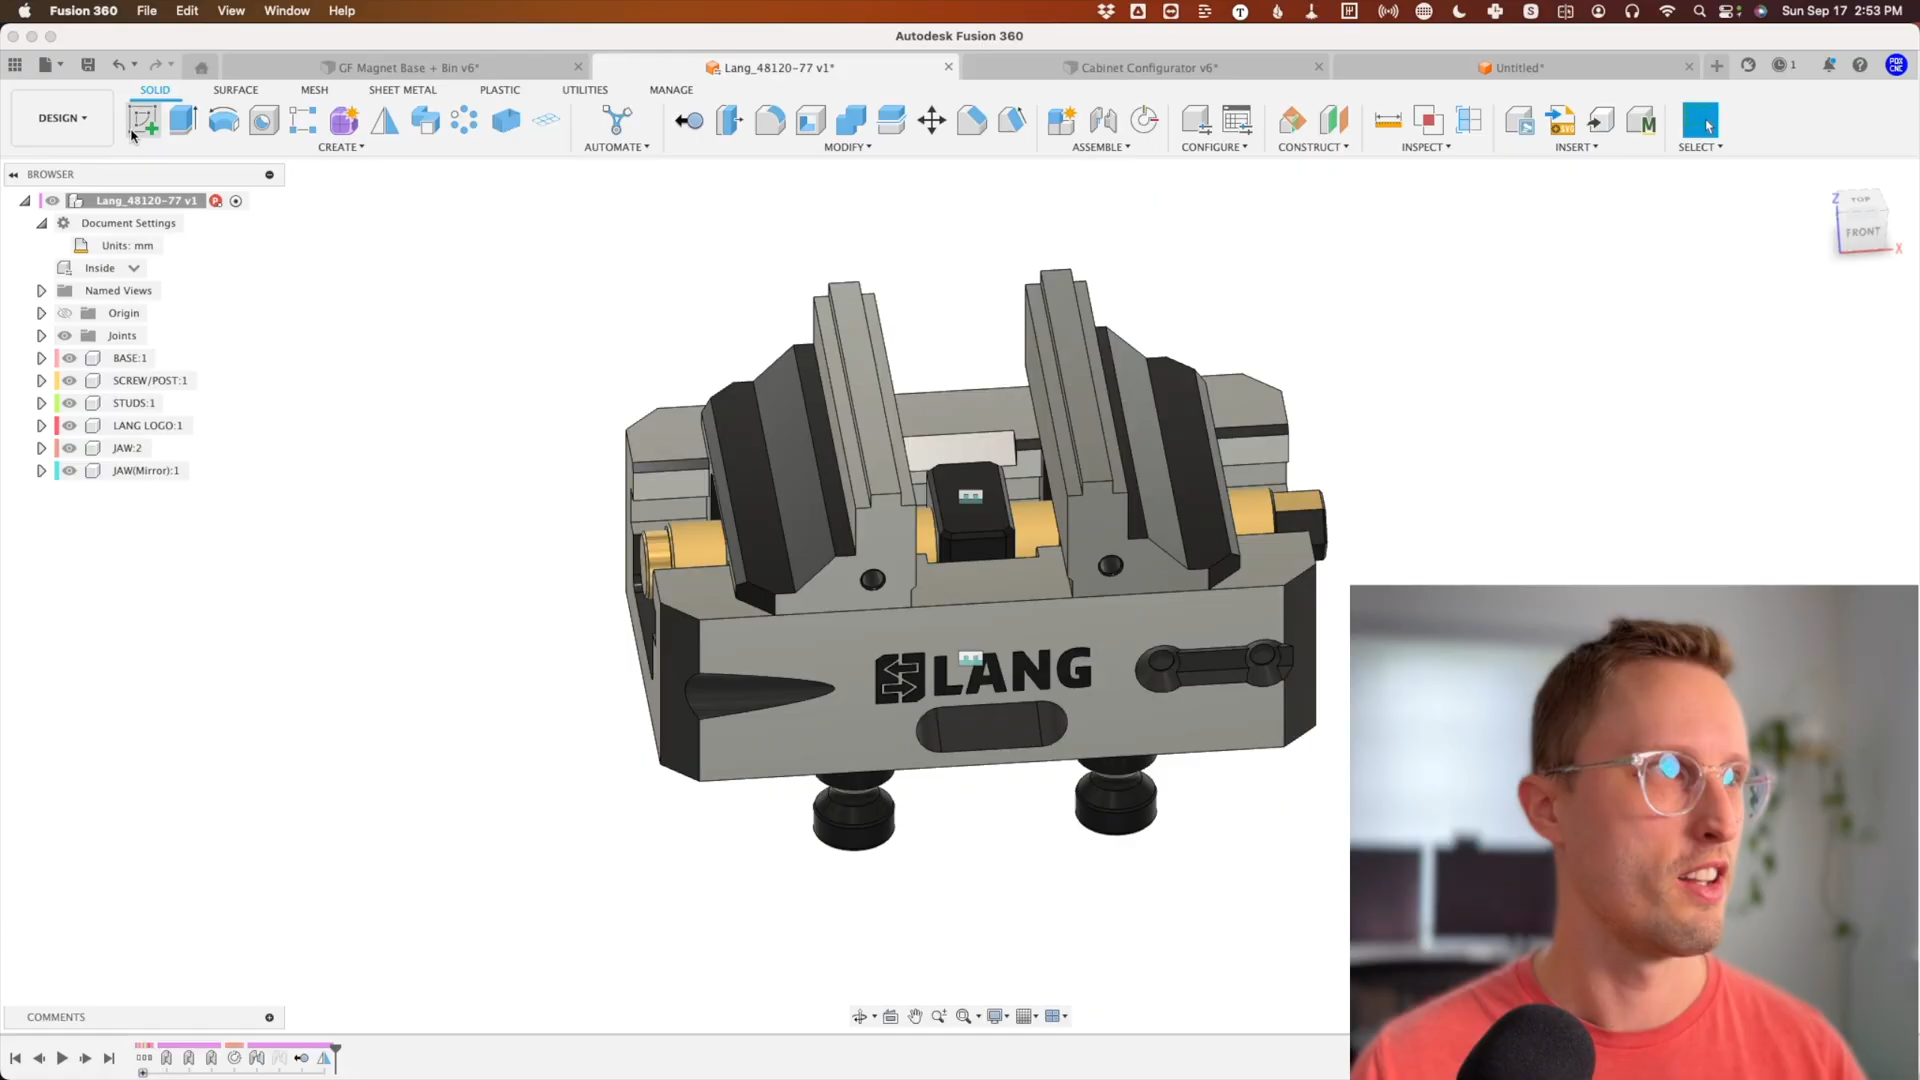 Fusion 360 File Edit View Window Help
Sun Sep 17 2:53 PM
Autodesk Fusion 360
GF Magnet Base + Bin v6*
Lang_48120-77 v1*
Cabinet Configurator v6*
Untitled*
1
PDX CNC
SOLID SURFACE MESH SHEET METAL PLASTIC UTILITIES MANAGE
DESIGN
CREATE AUTOMATE MODIFY ASSEMBLE CONFIGURE CONSTRUCT INSPECT INSERT SELECT
BROWSER
Lang_48120-77 v1
Document Settings
Units: mm
Inside
Named Views
Origin
Joints
BASE:1
SCREW/POST:1
STUDS:1
LANG LOGO:1
JAW:2
JAW(Mirror):1
Z
TOP
FRONT
X
LANG
COMMENTS